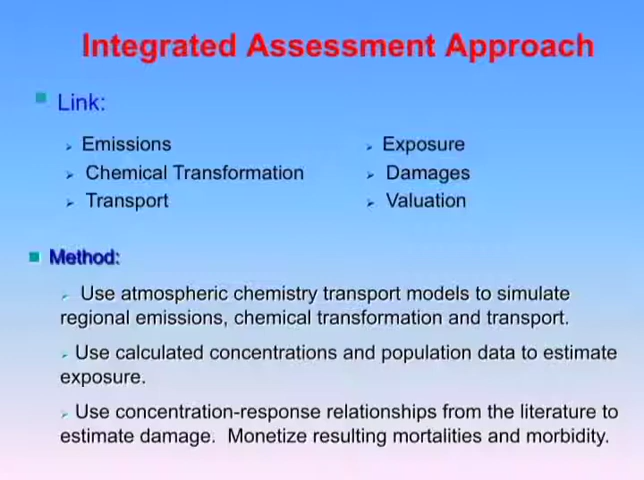 Integrated Assessment Approach
Link:
Emissions
Chemical Transformation
Transport
Exposure
Damages
Valuation
Method:
Use atmospheric chemistry transport models to simulate
regional emissions, chemical transformation and transport.
Use calculated concentrations and population data to estimate
exposure.
Use concentration-response relationships from the literature to
estimate damage. Monetize resulting mortalities and morbidity.